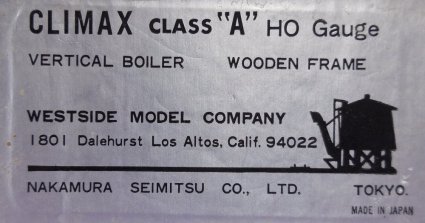 CLIMAX CLASS "A" HO Gauge
VERTICAL BOILER WOODEN FRAME
WESTSIDE MODEL COMPANY
1801 Dalehurst Los Altos, Calif. 94022
NAKAMURA SEIMITSU CO., LTD. TOKYO.
MADE IN JAPAN